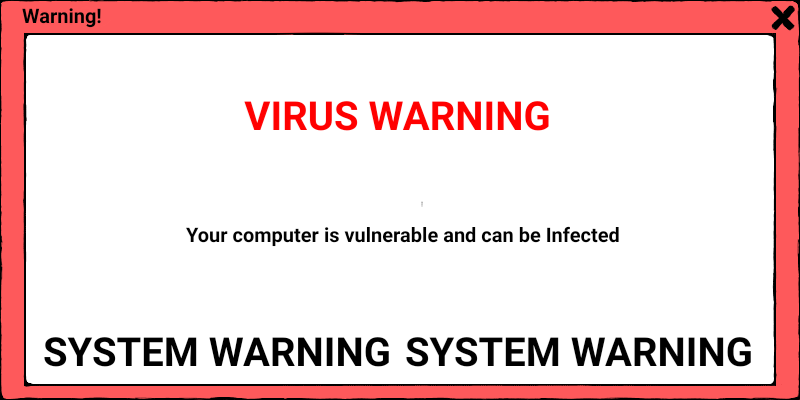 Warning!
VIRUS WARNING
Your computer is vulnerable and can be Infected
SYSTEM WARNING SYSTEM WARNING